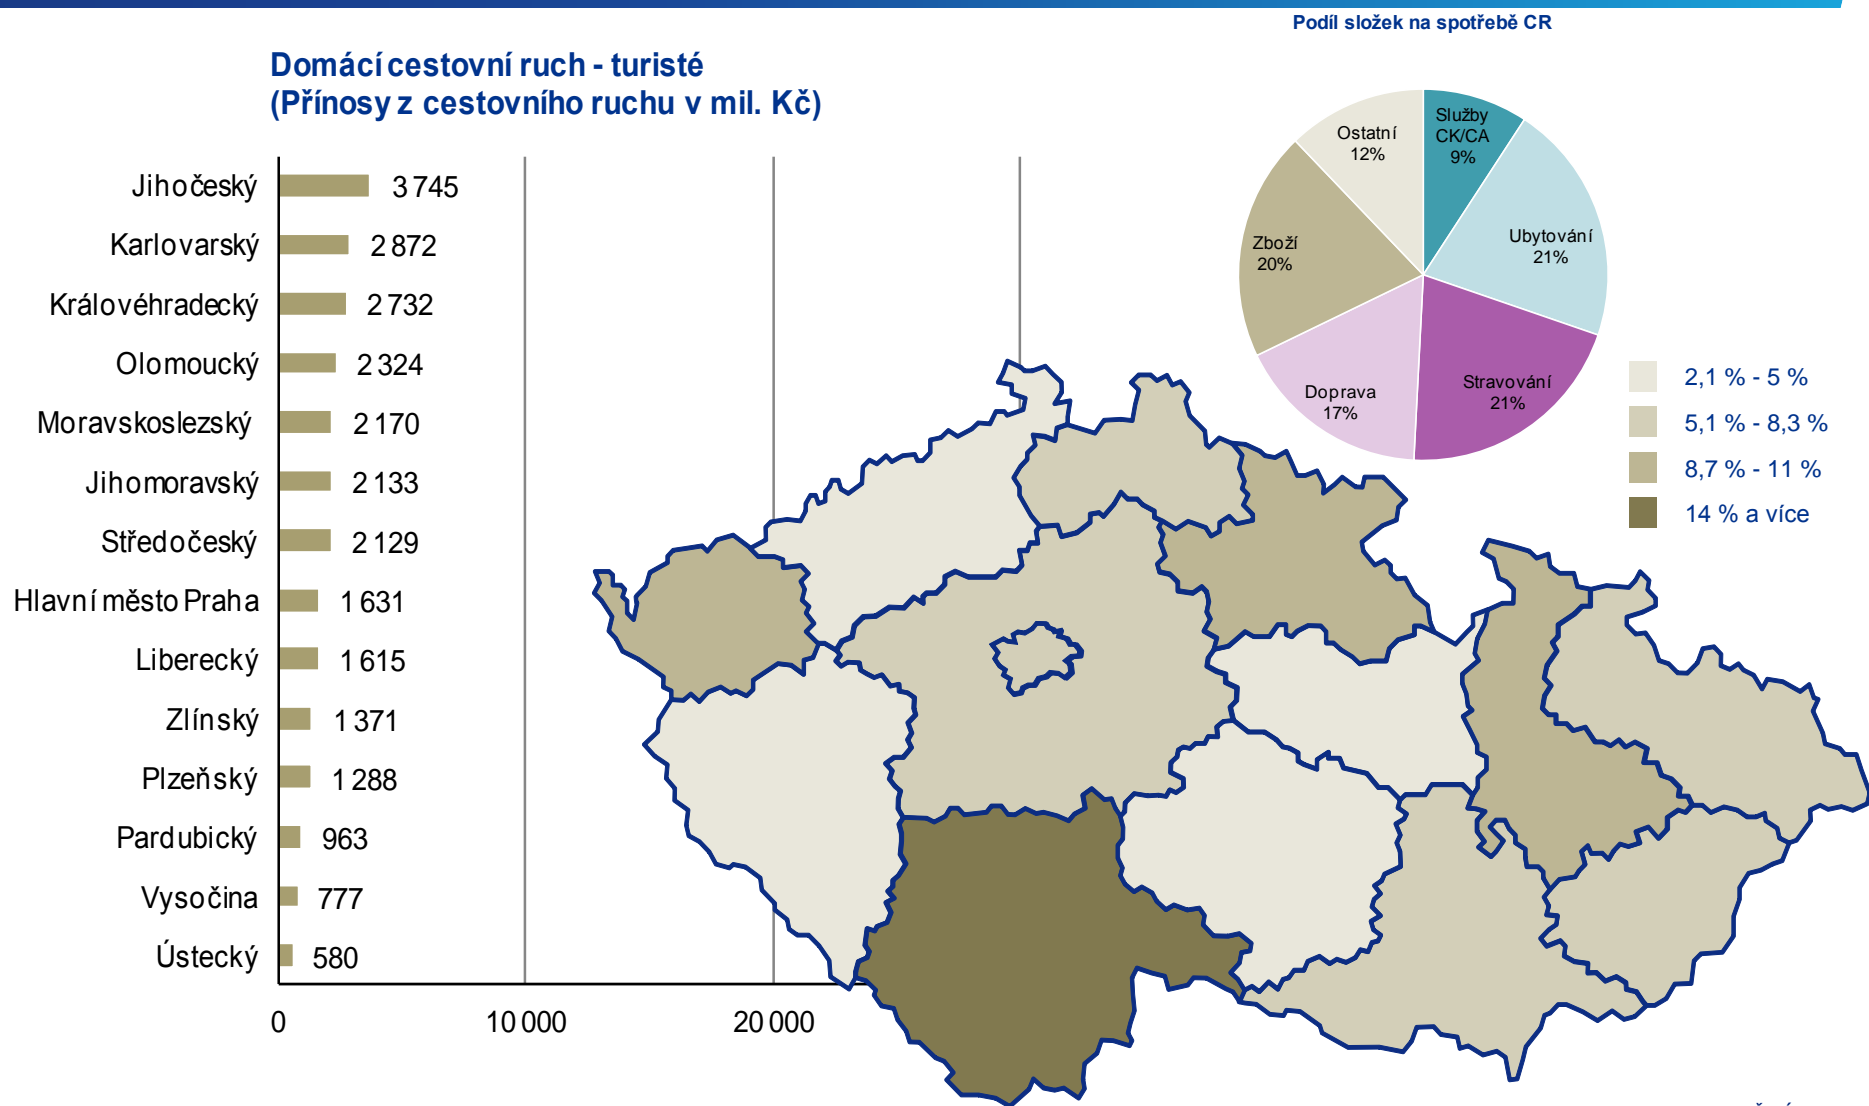 Podíl složek na spotřebě CR
Domácí cestovní ruch - turisté
(Přínosy z cestovního ruchu v mil. Kč)
Jihočeský 3 745
Karlovarský 2 872
Královéhradecký 2 732
Olomoucký 2 324
Moravskoslezský 2 170
Jihomoravský 2 133
Středočeský 2 129
Hlavní město Praha 1 631
Liberecký 1 615
Zlínský 1 371
Plzeňský 1 288
Pardubický 963
Vysočina 777
Ústecký 580
0 10 000 20 000
Služby
CK/CA
9%
Ubytování
21%
Stravování
21%
Doprava
17%
Zboží
20%
Ostatní
12%
2,1 % - 5 %
5,1 % - 8,3 %
8,7 % - 11 %
14 % a více